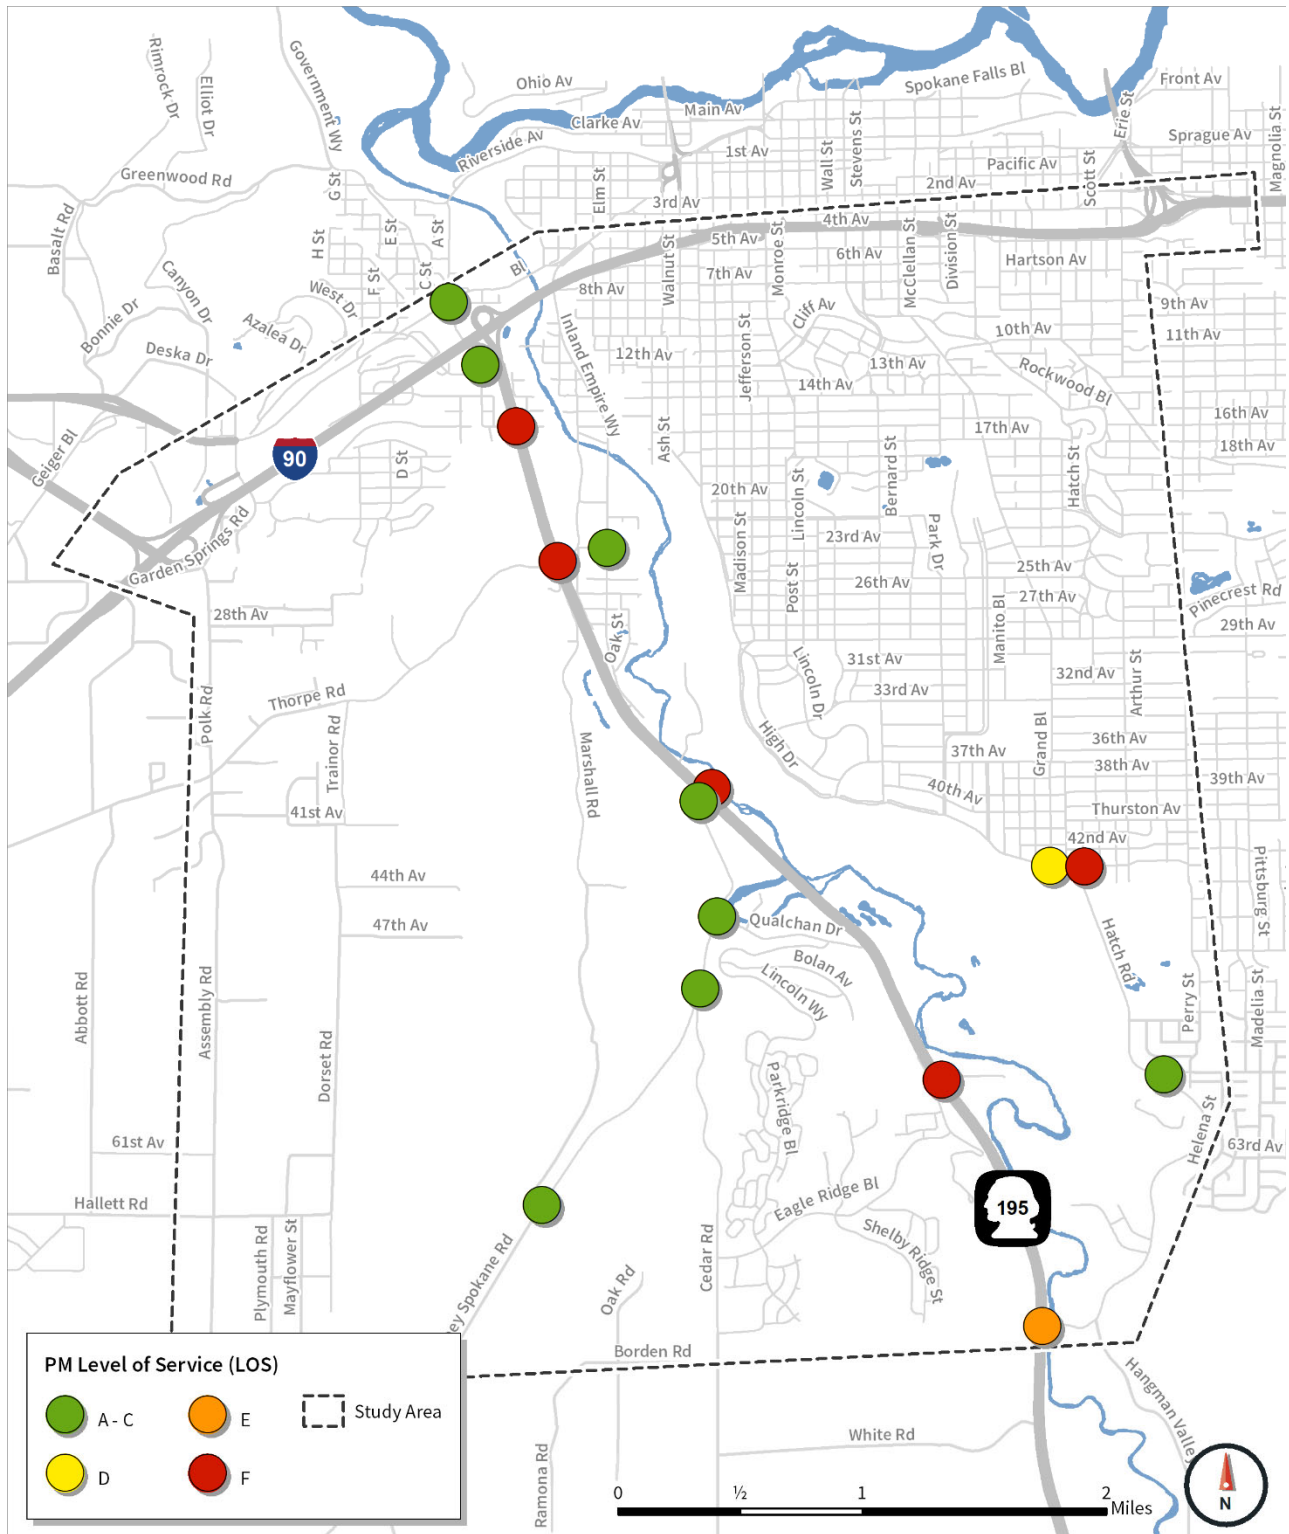 Rimrock Dr
Elliot Dr
Government Wy
Ohio Av
Clarke Av
Main Av
Spokane Falls Bl
Front Av
Erie St
Sprague Av
Magnolia St
Riverside Av
1st Av
Wall St
Stevens St
Pacific Av
Scott St
2nd Av
Greenwood Rd
G St
Elm St
3rd Av
Basalt Rd
H St
E St
A St
F St
C St
Bl
4th Av
5th Av
Walnut St
Monroe St
6th Av
McClellan St
Division St
Hartson Av
7th Av
8th Av
Canyon Dr
West Dr
Bonnie Dr
Azalea Dr
Deska Dr
Inland Empire Wy
Cliff Av
9th Av
10th Av
11th Av
12th Av
Jefferson St
13th Av
14th Av
Rockwood Bl
16th Av
17th Av
18th Av
Geiger Bl
90
D St
Ash St
Bernard St
Hatch St
20th Av
Lincoln St
Garden Springs Rd
Madison St
23rd Av
Park Dr
Post St
25th Av
26th Av
27th Av
Manito Bl
Pinecrest Rd
28th Av
29th Av
Oak St
31st Av
32nd Av
Arthur St
33rd Av
Lincoln Dr
Thorpe Rd
Polk Rd
Trainor Rd
Marshall Rd
High Dr
Grand Bl
36th Av
37th Av
38th Av
39th Av
40th Av
41st Av
Thurston Av
42nd Av
Pittsburg St
44th Av
47th Av
Qualchan Dr
Bolan Av
Lincoln Wy
Hatch Rd
Perry St
Madelia St
Abbott Rd
Assembly Rd
Dorset Rd
Parkridge Bl
Helena St
61st Av
63rd Av
Hallett Rd
Eagle Ridge Bl
195
Shelby Ridge St
Cedar Rd
Plymouth Rd
Mayflower St
ey Spokane Rd
Oak Rd
Borden Rd
Hangman Valley
White Rd
Ramona Rd
PM Level of Service (LOS)
A - C
E
Study Area
D
F
0 ½ 1 2
Miles
N